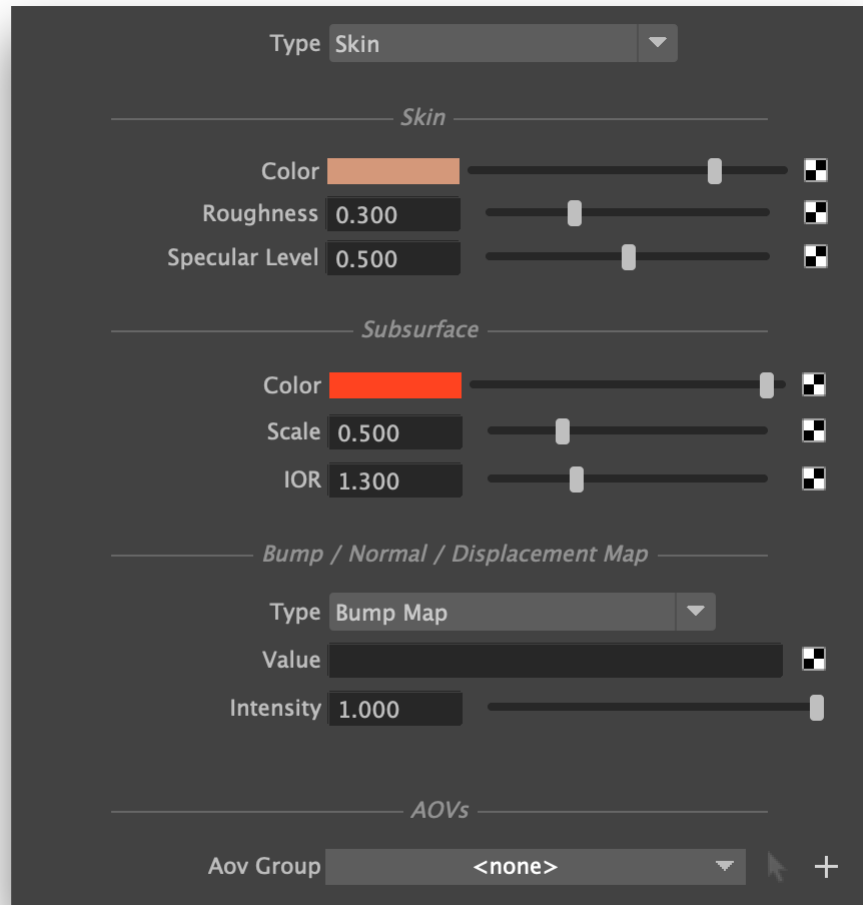 Type Skin
Skin
Color
Roughness 0.300
Specular Level 0.500
Subsurface
Color
Scale 0.500
IOR 1.300
Bump / Normal / Displacement Map
Type Bump Map
Value
Intensity 1.000
AOVs
Aov Group <none>